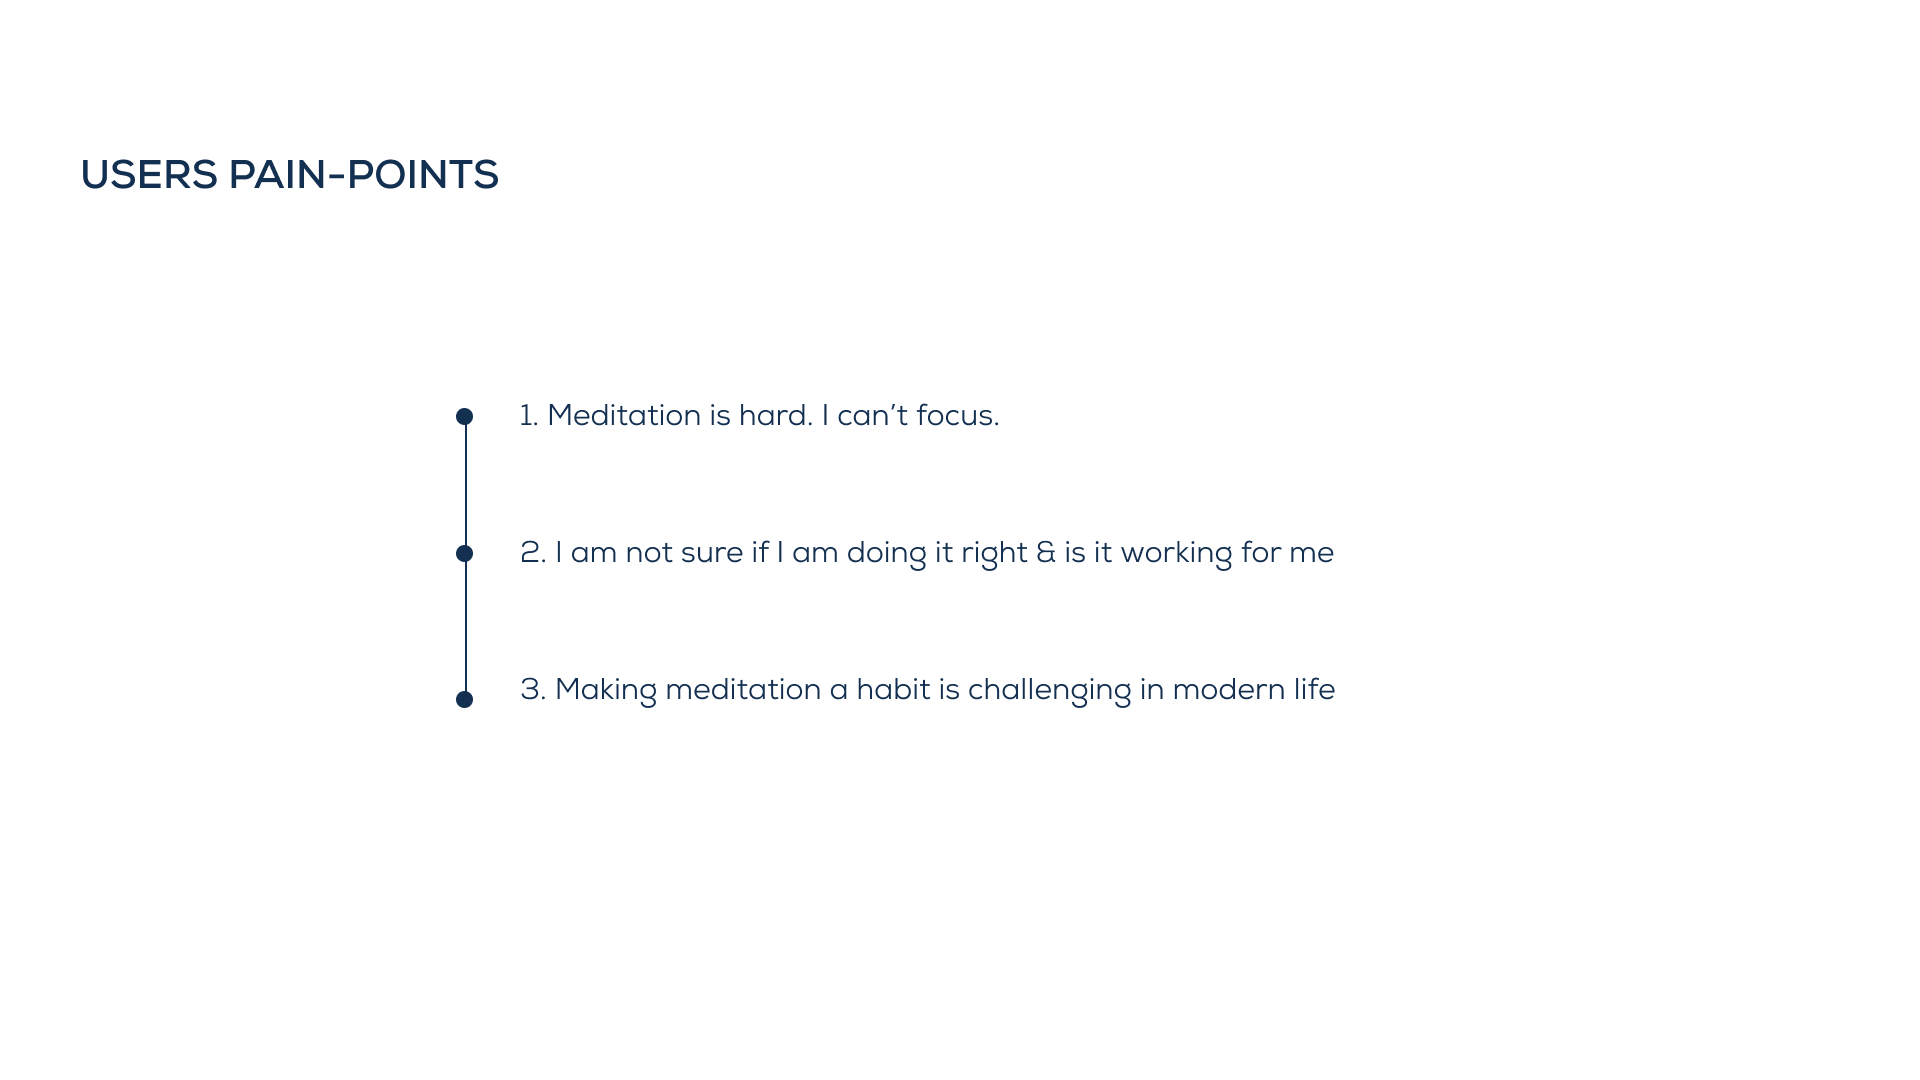 USERS PAIN-POINTS
1. Meditation is hard. I can’t focus.
2. I am not sure if I am doing it right & is it working for me
3. Making meditation a habit is challenging in modern life